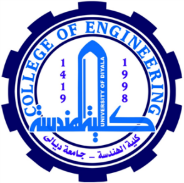 COLLEGE OF ENGINEERING
1419
1998
UNIVERSITY OF DIYALA
كلية الهندسة
كلية الهندسة - جامعة ديالى